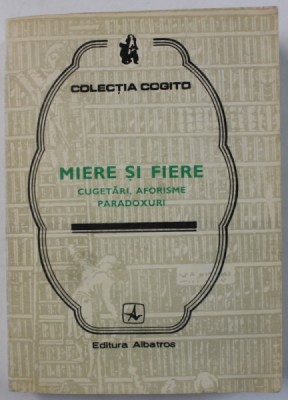 COLECȚIA COGITO
MIERE ȘI FIERE
CUGETĂRI, AFORISME
PARADOXURI
Editura Albatros